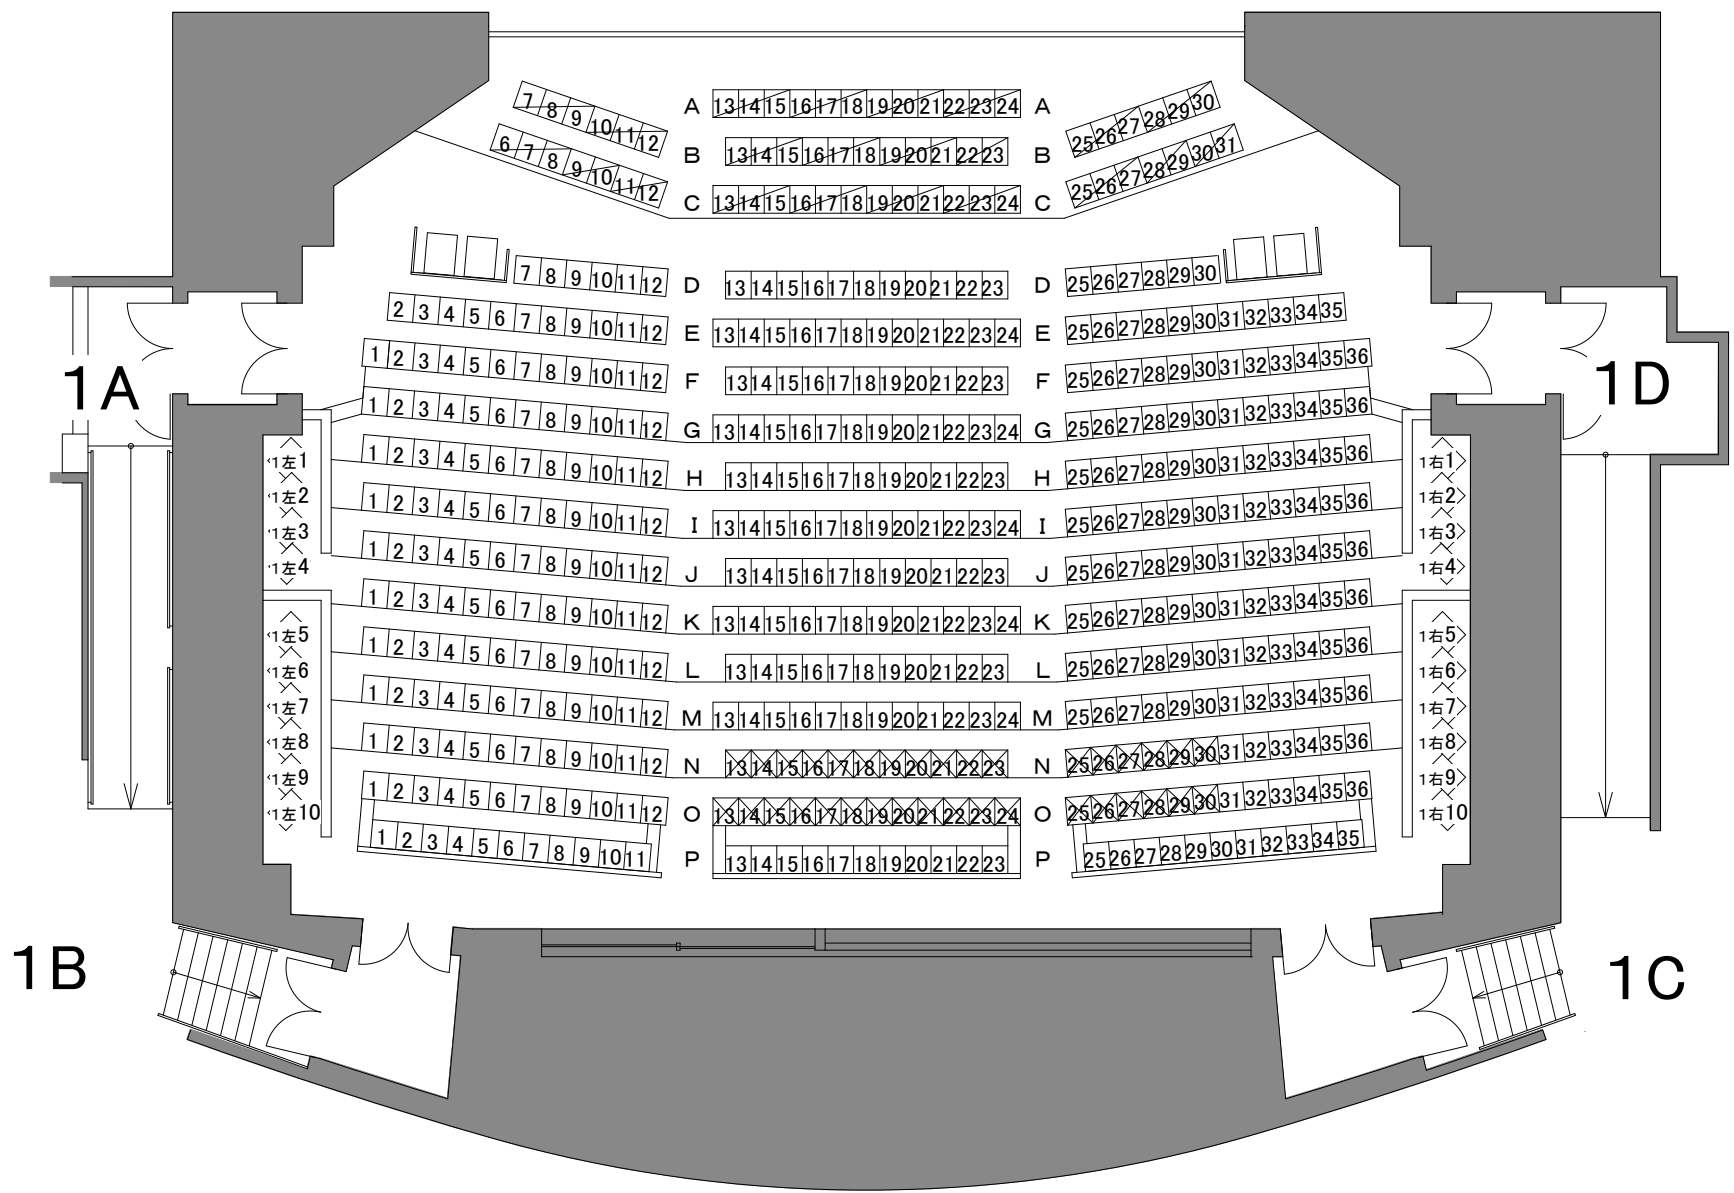 A 13 14 15 16 17 18 19 20 21 22 23 24 A
7 8 9 10 11 12 B 13 14 15 16 17 18 19 20 21 22 23 B 25 26 27 28 29 30
6 7 8 9 10 11 12 C 13 14 15 16 17 18 19 20 21 22 23 24 C 25 26 27 28 29 30 31
7 8 9 10 11 12 D 13 14 15 16 17 18 19 20 21 22 23 D 25 26 27 28 29 30
2 3 4 5 6 7 8 9 10 11 12 E 13 14 15 16 17 18 19 20 21 22 23 24 E 25 26 27 28 29 30 31 32 33 34 35
1 2 3 4 5 6 7 8 9 10 11 12 F 13 14 15 16 17 18 19 20 21 22 23 F 25 26 27 28 29 30 31 32 33 34 35 36
1 2 3 4 5 6 7 8 9 10 11 12 G 13 14 15 16 17 18 19 20 21 22 23 24 G 25 26 27 28 29 30 31 32 33 34 35 36
1 2 3 4 5 6 7 8 9 10 11 12 H 13 14 15 16 17 18 19 20 21 22 23 H 25 26 27 28 29 30 31 32 33 34 35 36
1 2 3 4 5 6 7 8 9 10 11 12 I 13 14 15 16 17 18 19 20 21 22 23 24 I 25 26 27 28 29 30 31 32 33 34 35 36
1 2 3 4 5 6 7 8 9 10 11 12 J 13 14 15 16 17 18 19 20 21 22 23 J 25 26 27 28 29 30 31 32 33 34 35 36
1 2 3 4 5 6 7 8 9 10 11 12 K 13 14 15 16 17 18 19 20 21 22 23 24 K 25 26 27 28 29 30 31 32 33 34 35 36
1 2 3 4 5 6 7 8 9 10 11 12 L 13 14 15 16 17 18 19 20 21 22 23 L 25 26 27 28 29 30 31 32 33 34 35 36
1 2 3 4 5 6 7 8 9 10 11 12 M 13 14 15 16 17 18 19 20 21 22 23 24 M 25 26 27 28 29 30 31 32 33 34 35 36
1 2 3 4 5 6 7 8 9 10 11 12 N 13 14 15 16 17 18 19 20 21 22 23 N 25 26 27 28 29 30 31 32 33 34 35 36
1 2 3 4 5 6 7 8 9 10 11 12 O 13 14 15 16 17 18 19 20 21 22 23 24 O 25 26 27 28 29 30 31 32 33 34 35 36
1 2 3 4 5 6 7 8 9 10 11 P 13 14 15 16 17 18 19 20 21 22 23 P 25 26 27 28 29 30 31 32 33 34 35
1A
1D
1左1
1左2
1左3
1左4
1左5
1左6
1左7
1左8
1左9
1左10
1右1
1右2
1右3
1右4
1右5
1右6
1右7
1右8
1右9
1右10
1B
1C